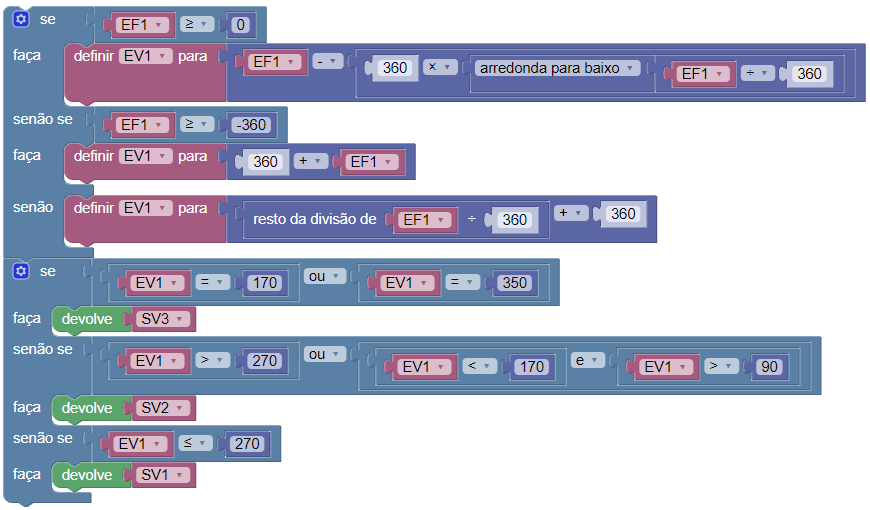 se EF1 ≥ 0
faça definir EV1 para EF1 - 360 × arredonda para baixo EF1 ÷ 360
senão se EF1 ≥ -360
faça definir EV1 para 360 + EF1
senão definir EV1 para resto da divisão de EF1 ÷ 360 + 360
se EV1 = 170 ou EV1 = 350
faça devolve SV3
senão se EV1 > 270 ou EV1 < 170 e EV1 > 90
faça devolve SV2
senão se EV1 ≤ 270
faça devolve SV1